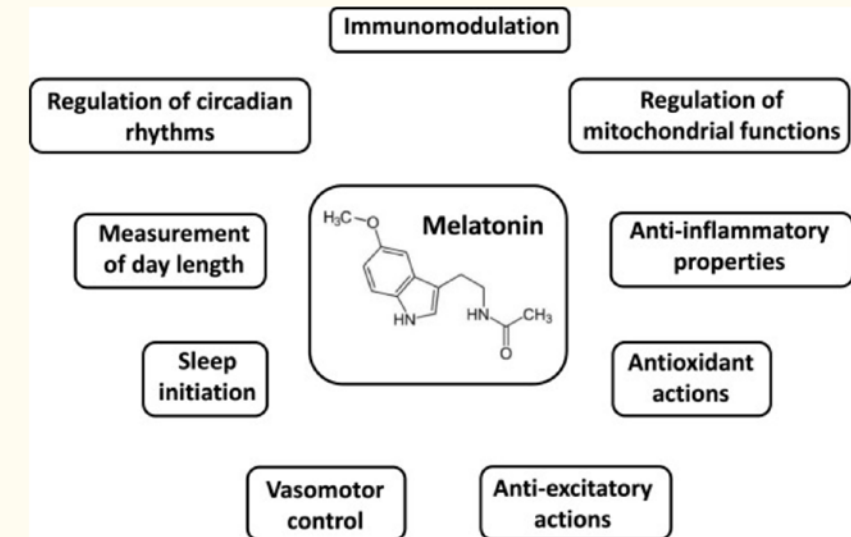 Immunomodulation
Regulation of circadian
rhythms
Regulation of
mitochondrial functions
Measurement
of day length
H₃C
O
Melatonin
HN
HN
CH₃
O
Anti-inflammatory
properties
Sleep
initiation
Antioxidant
actions
Vasomotor
control
Anti-excitatory
actions